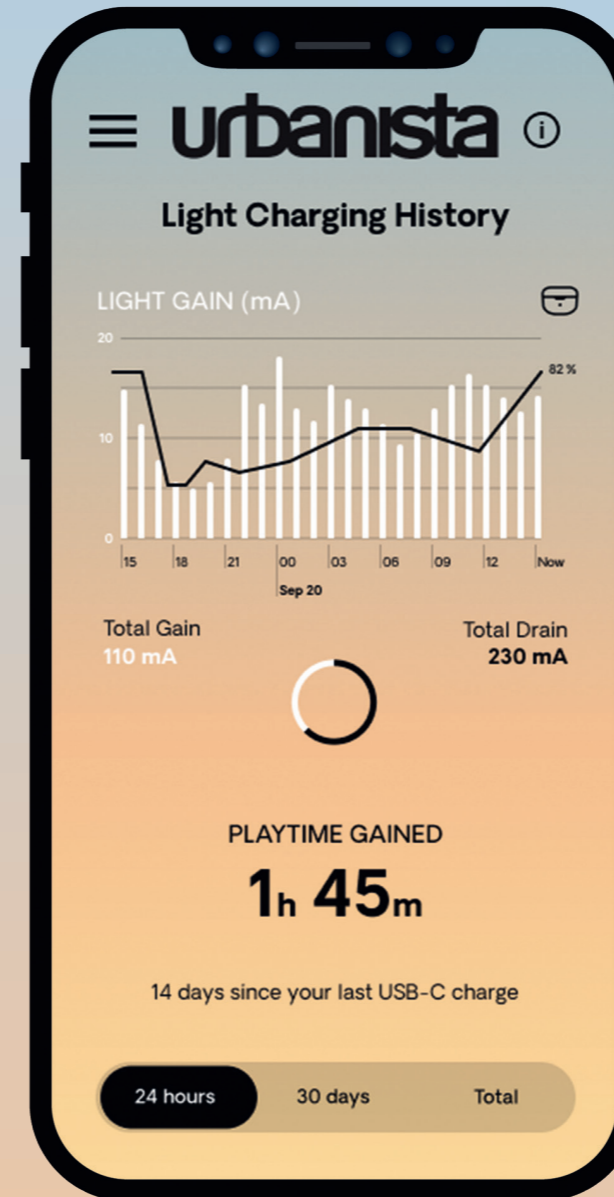 urbanista
i
Light Charging History
LIGHT GAIN (mA)
20
82 %
10
0
15 18 21 00 03 06 09 12 Now
Sep 20
Total Gain Total Drain
110 mA 230 mA
PLAYTIME GAINED
1h 45m
14 days since your last USB-C charge
24 hours 30 days Total